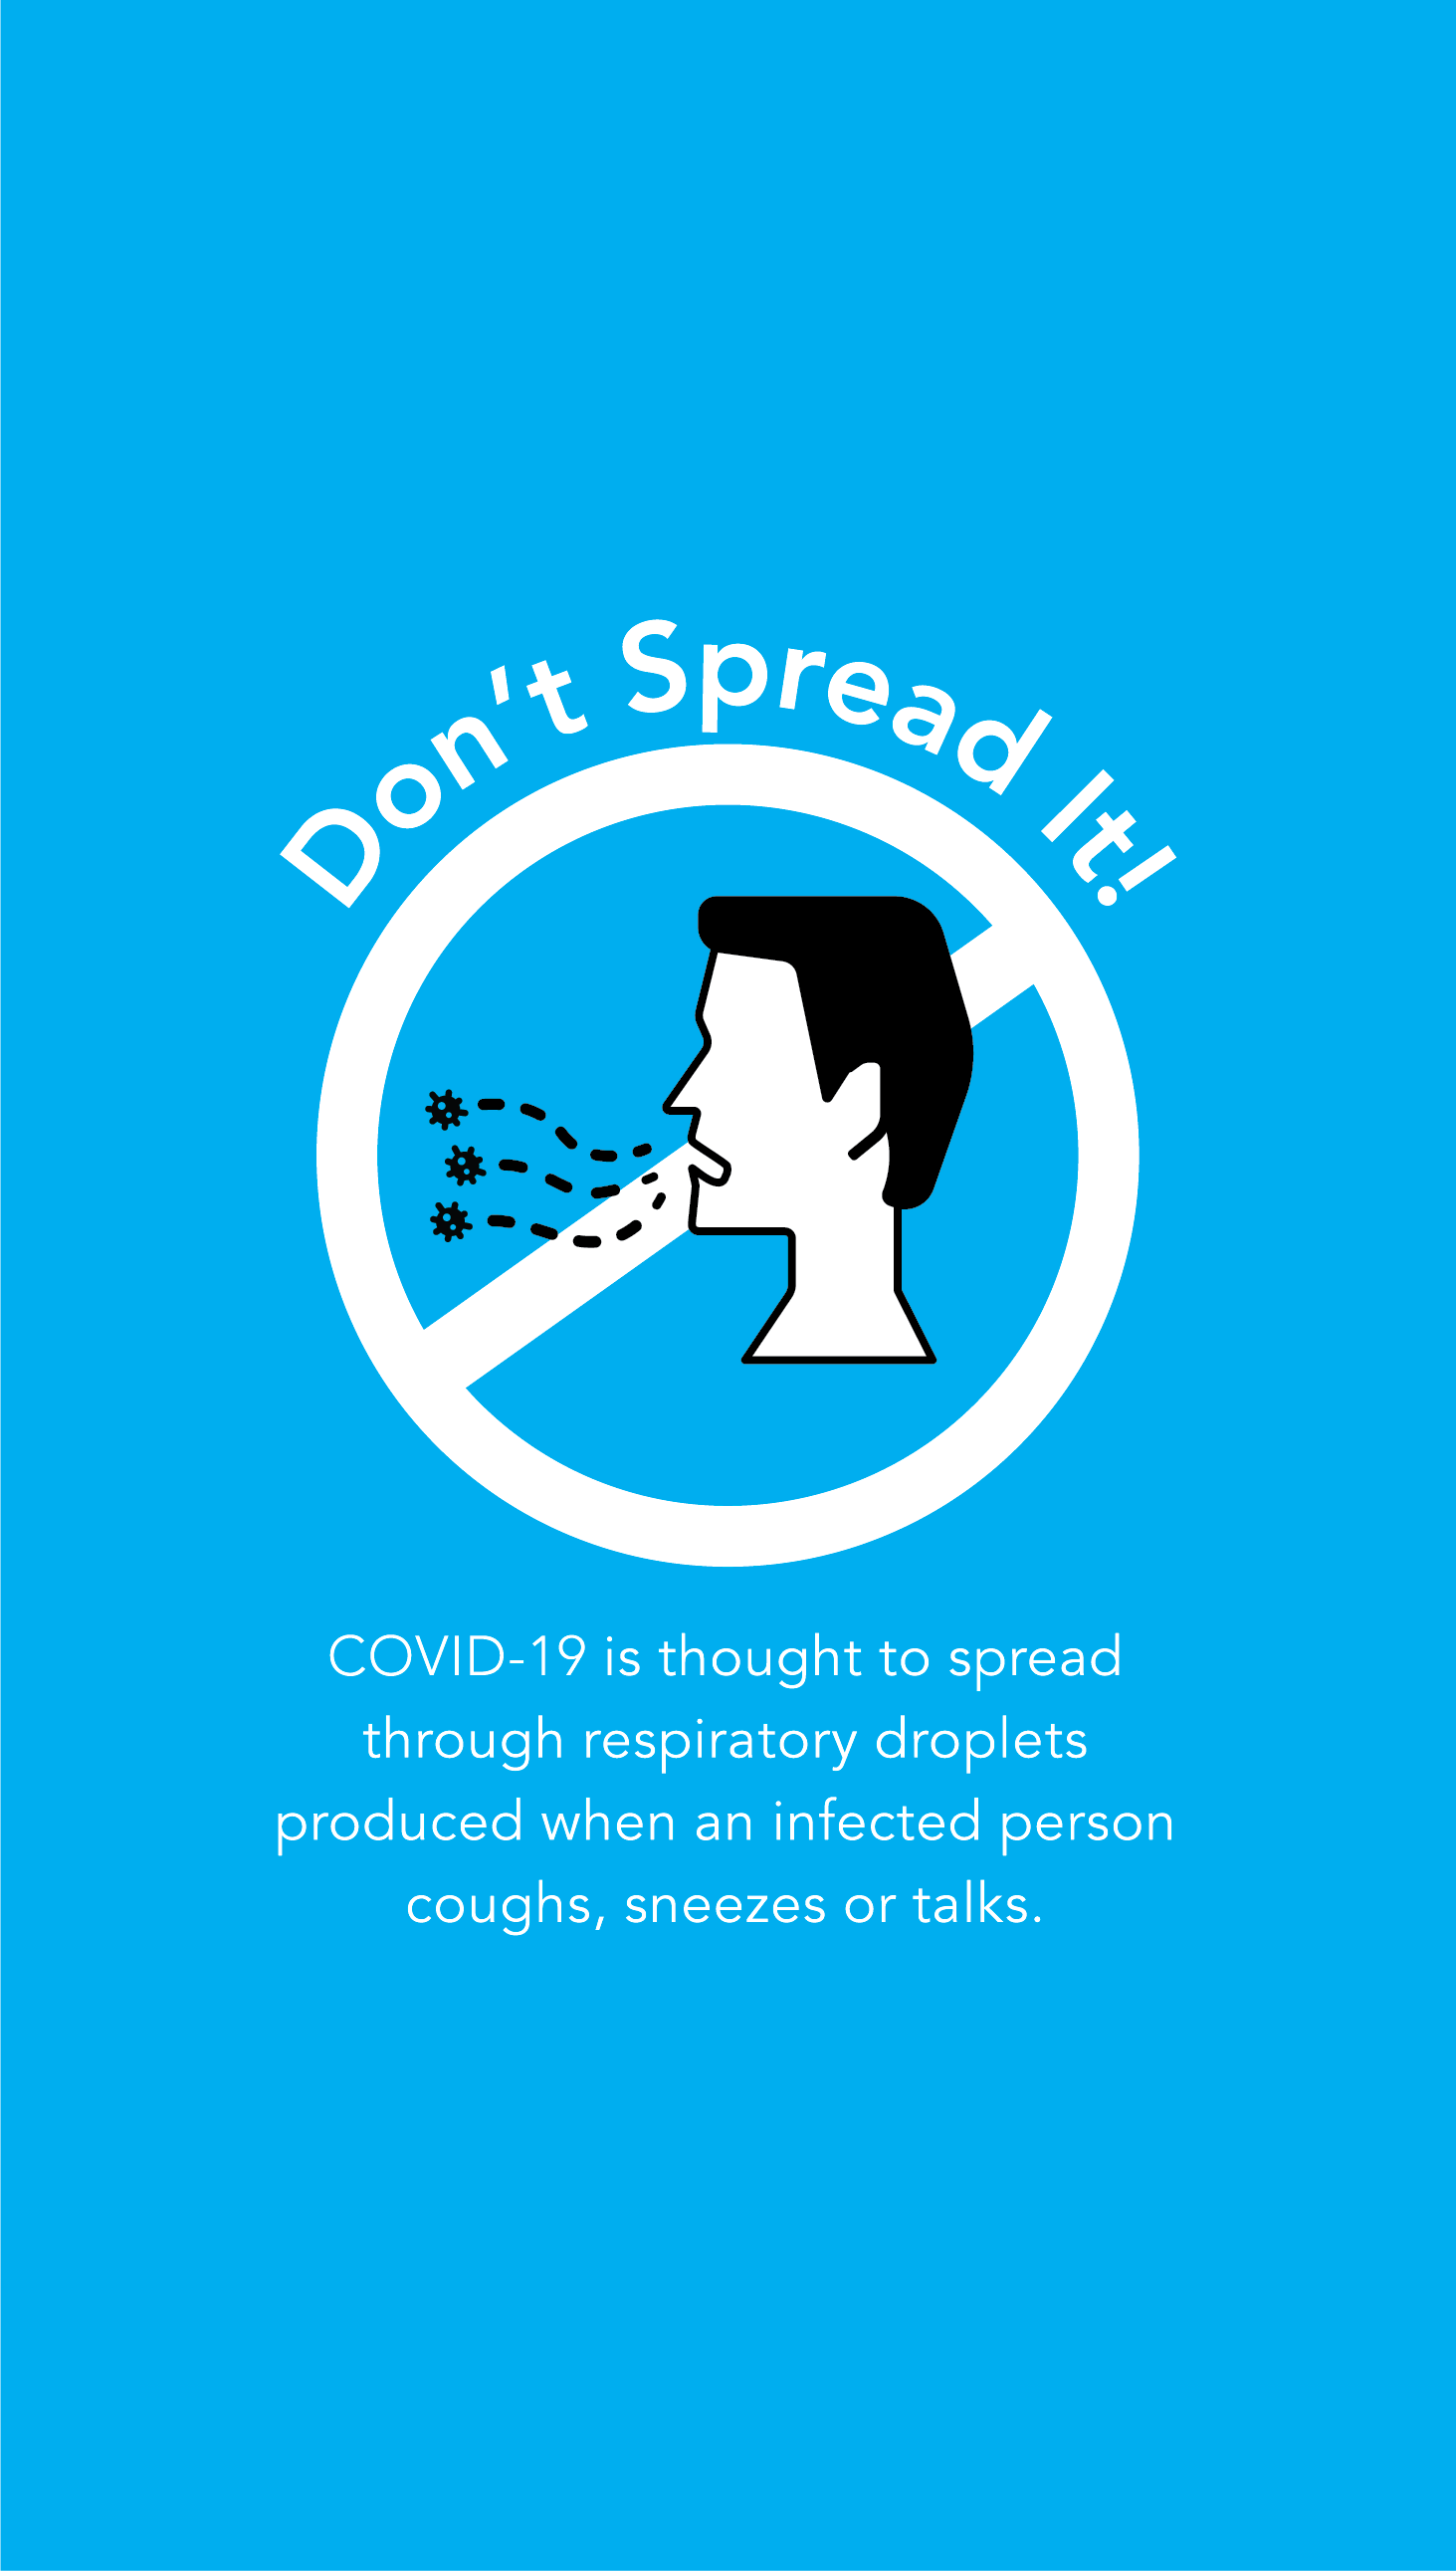 Don't Spread It!
COVID-19 is thought to spread
through respiratory droplets
produced when an infected person
coughs, sneezes or talks.